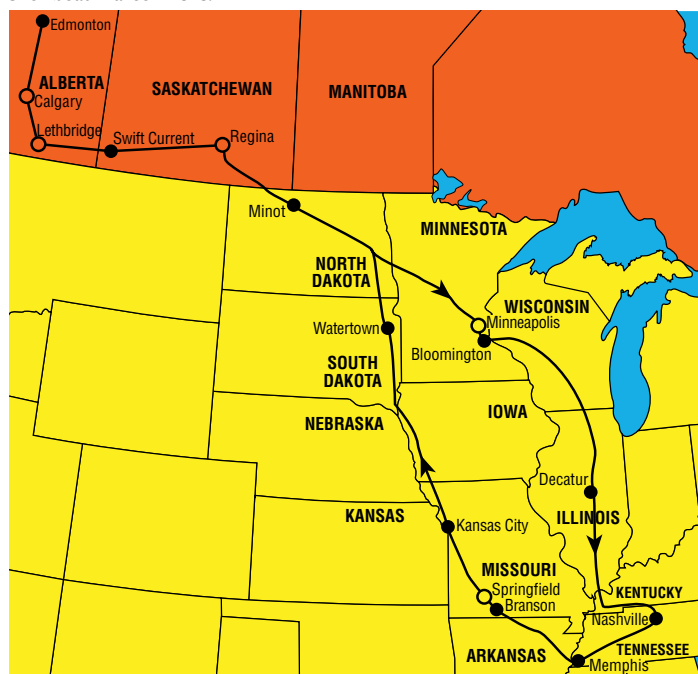 Edmonton
ALBERTA
SASKATCHEWAN
MANITOBA
Calgary
Lethbridge
Swift Current
Regina
Minot
MINNESOTA
NORTH
DAKOTA
WISCONSIN
Minneapolis
Watertown
Bloomington
SOUTH
DAKOTA
IOWA
NEBRASKA
Decatur
KANSAS
ILLINOIS
Kansas City
MISSOURI
Springfield
Branson
KENTUCKY
Nashville
TENNESSEE
ARKANSAS
Memphis